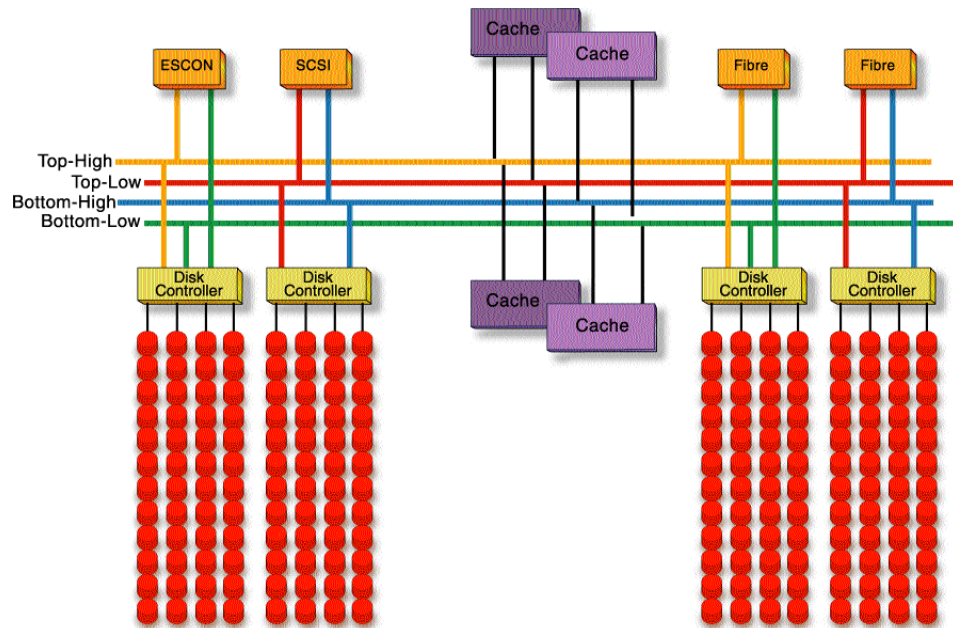 Cache
ESCON
SCSI
Cache
Fibre
Fibre
Top-High
Top-Low
Bottom-High
Bottom-Low
Disk
Controller
Disk
Controller
Cache
Cache
Disk
Controller
Disk
Controller